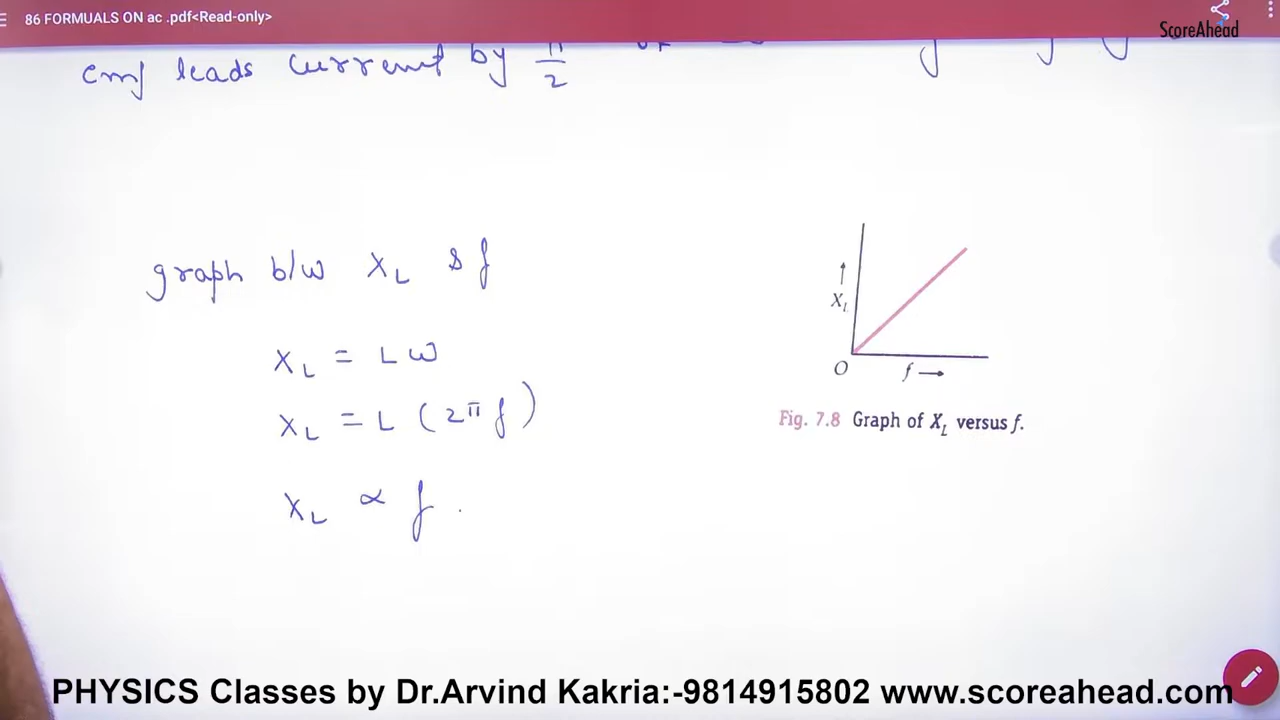 86 FORMUALS ON ac .pdf<Read-only>
ScoreAhead
emf leads current by π/2
graph b/w X_L & f
X_L = L ω
X_L = L ( 2π f )
X_L ∝ f .
X_L
O f
Fig. 7.8 Graph of X_L versus f.
PHYSICS Classes by Dr.Arvind Kakria:-9814915802 www.scoreahead.com